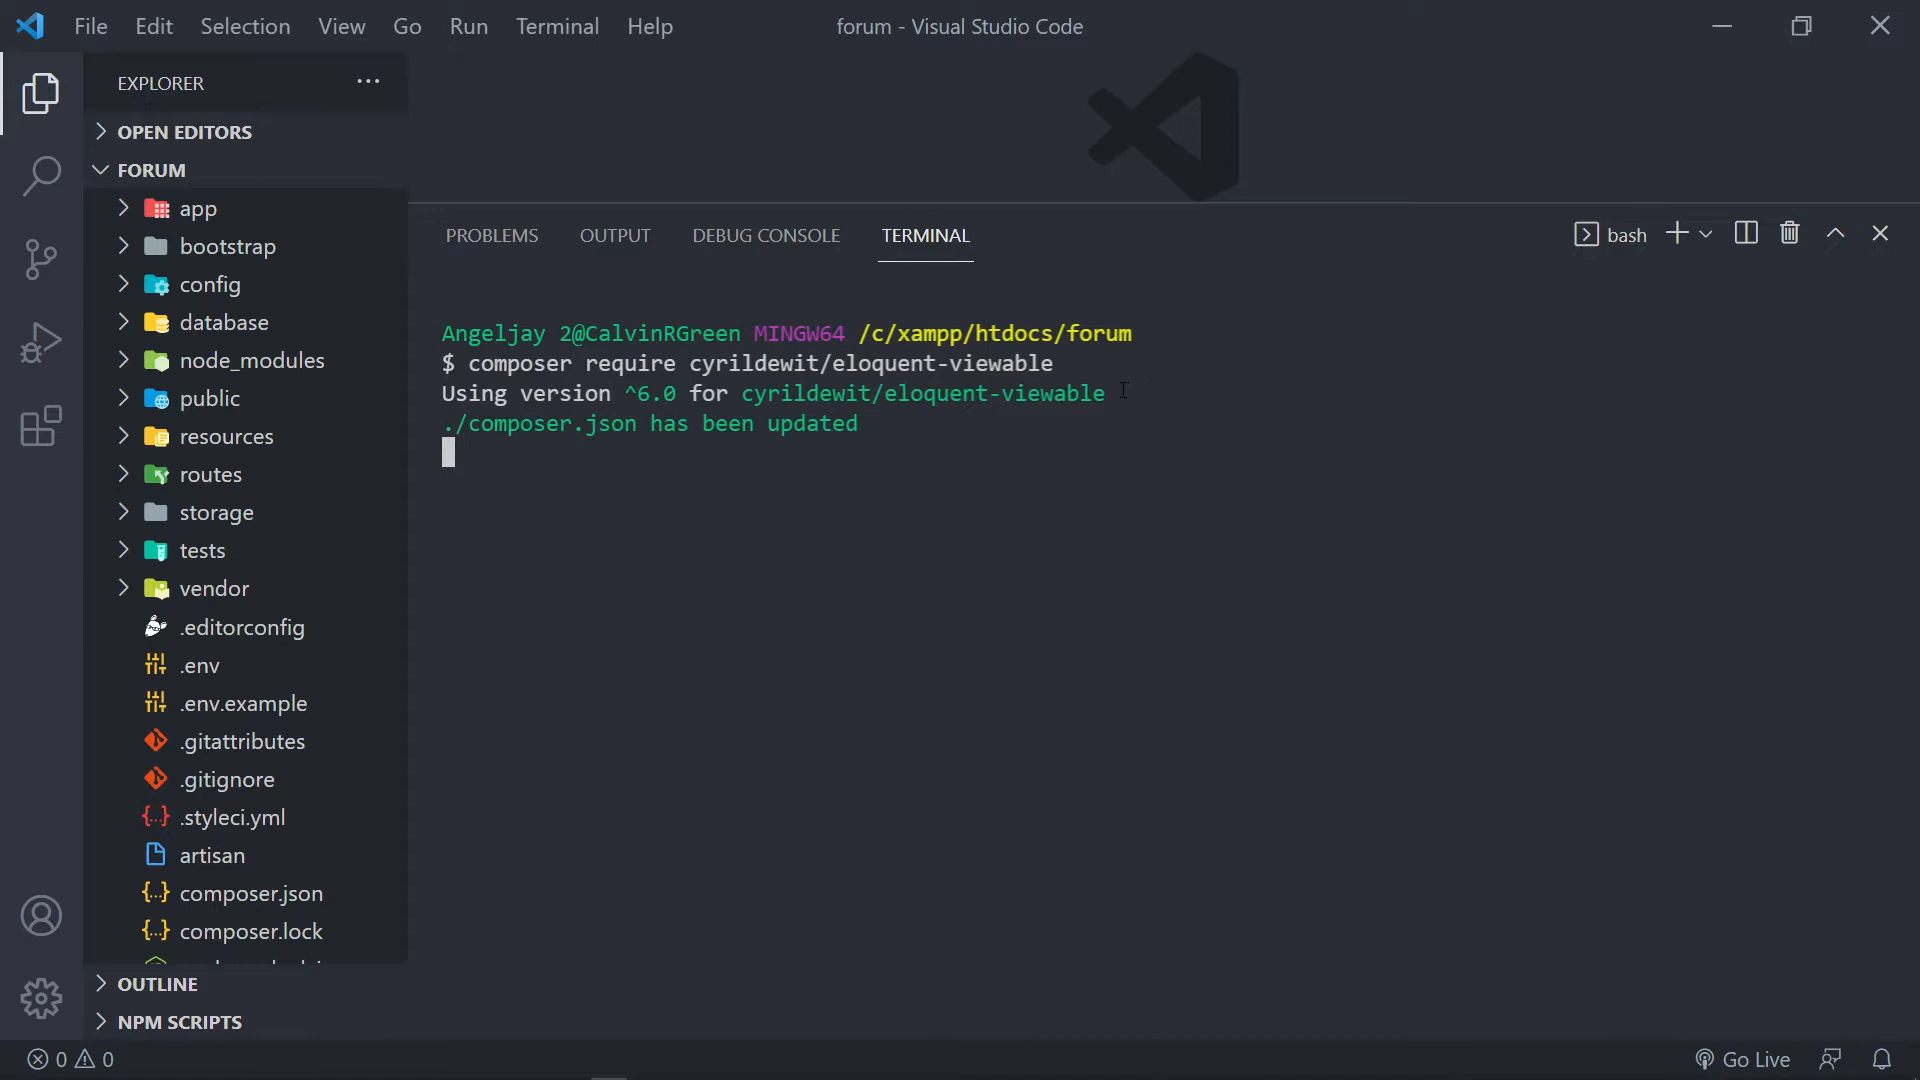 File Edit Selection View Go Run Terminal Help forum - Visual Studio Code
EXPLORER
OPEN EDITORS
FORUM
app
bootstrap
config
database
node_modules
public
resources
routes
storage
tests
vendor
.editorconfig
.env
.env.example
.gitattributes
.gitignore
.styleci.yml
artisan
composer.json
composer.lock
OUTLINE
NPM SCRIPTS
PROBLEMS OUTPUT DEBUG CONSOLE TERMINAL bash
Angeljay 2@CalvinRGreen MINGW64 /c/xampp/htdocs/forum
$ composer require cyrildewit/eloquent-viewable
Using version ^6.0 for cyrildewit/eloquent-viewable
./composer.json has been updated
0 0 Go Live